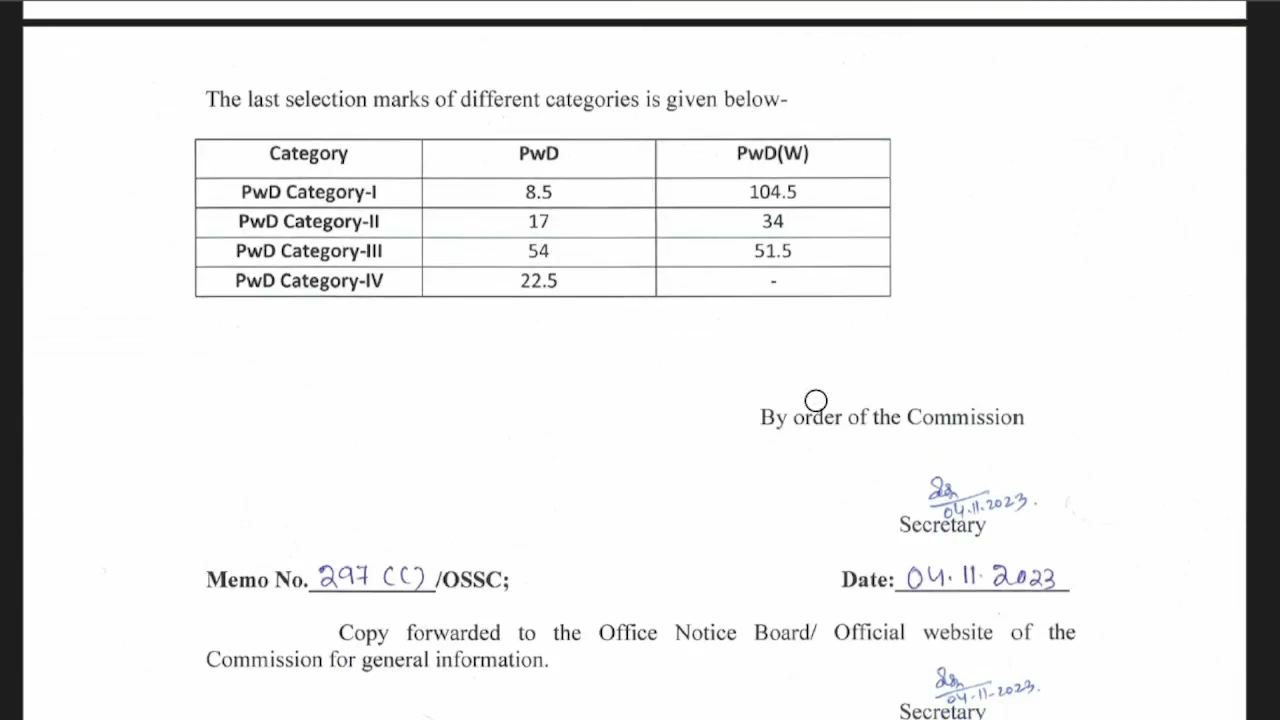 The last selection marks of different categories is given below-
Category PwD PwD(W)
PwD Category-I 8.5 104.5
PwD Category-II 17 34
PwD Category-III 54 51.5
PwD Category-IV 22.5 -
By order of the Commission
04.11.2023.
Secretary
Memo No. 297 (C) /OSSC; Date: 04.11.2023
Copy forwarded to the Office Notice Board/ Official website of the
Commission for general information.
04.11.2023.
Secretary